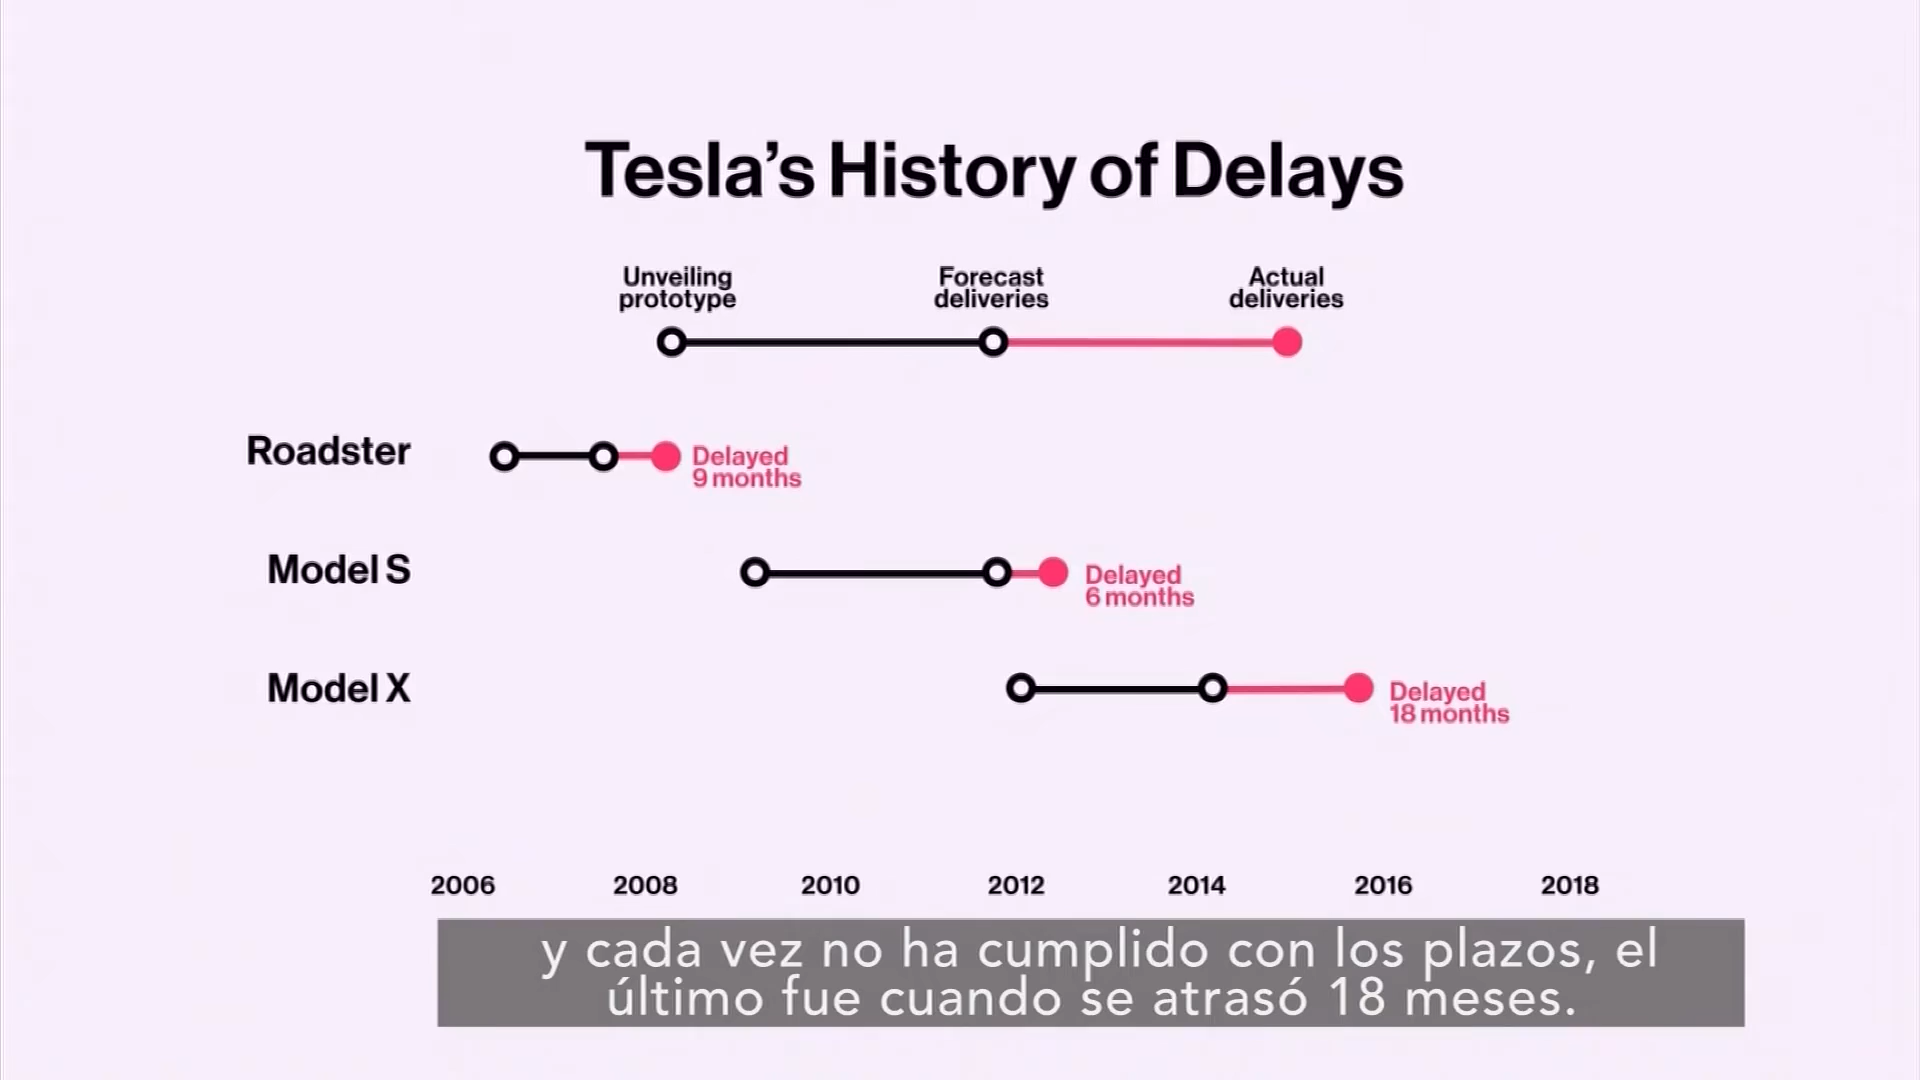 Tesla's History of Delays
Unveiling
prototype
Forecast
deliveries
Actual
deliveries
Roadster
Delayed
9 months
Model S
Delayed
6 months
Model X
Delayed
18 months
2006 2008 2010 2012 2014 2016 2018
y cada vez no ha cumplido con los plazos, el
último fue cuando se atrasó 18 meses.